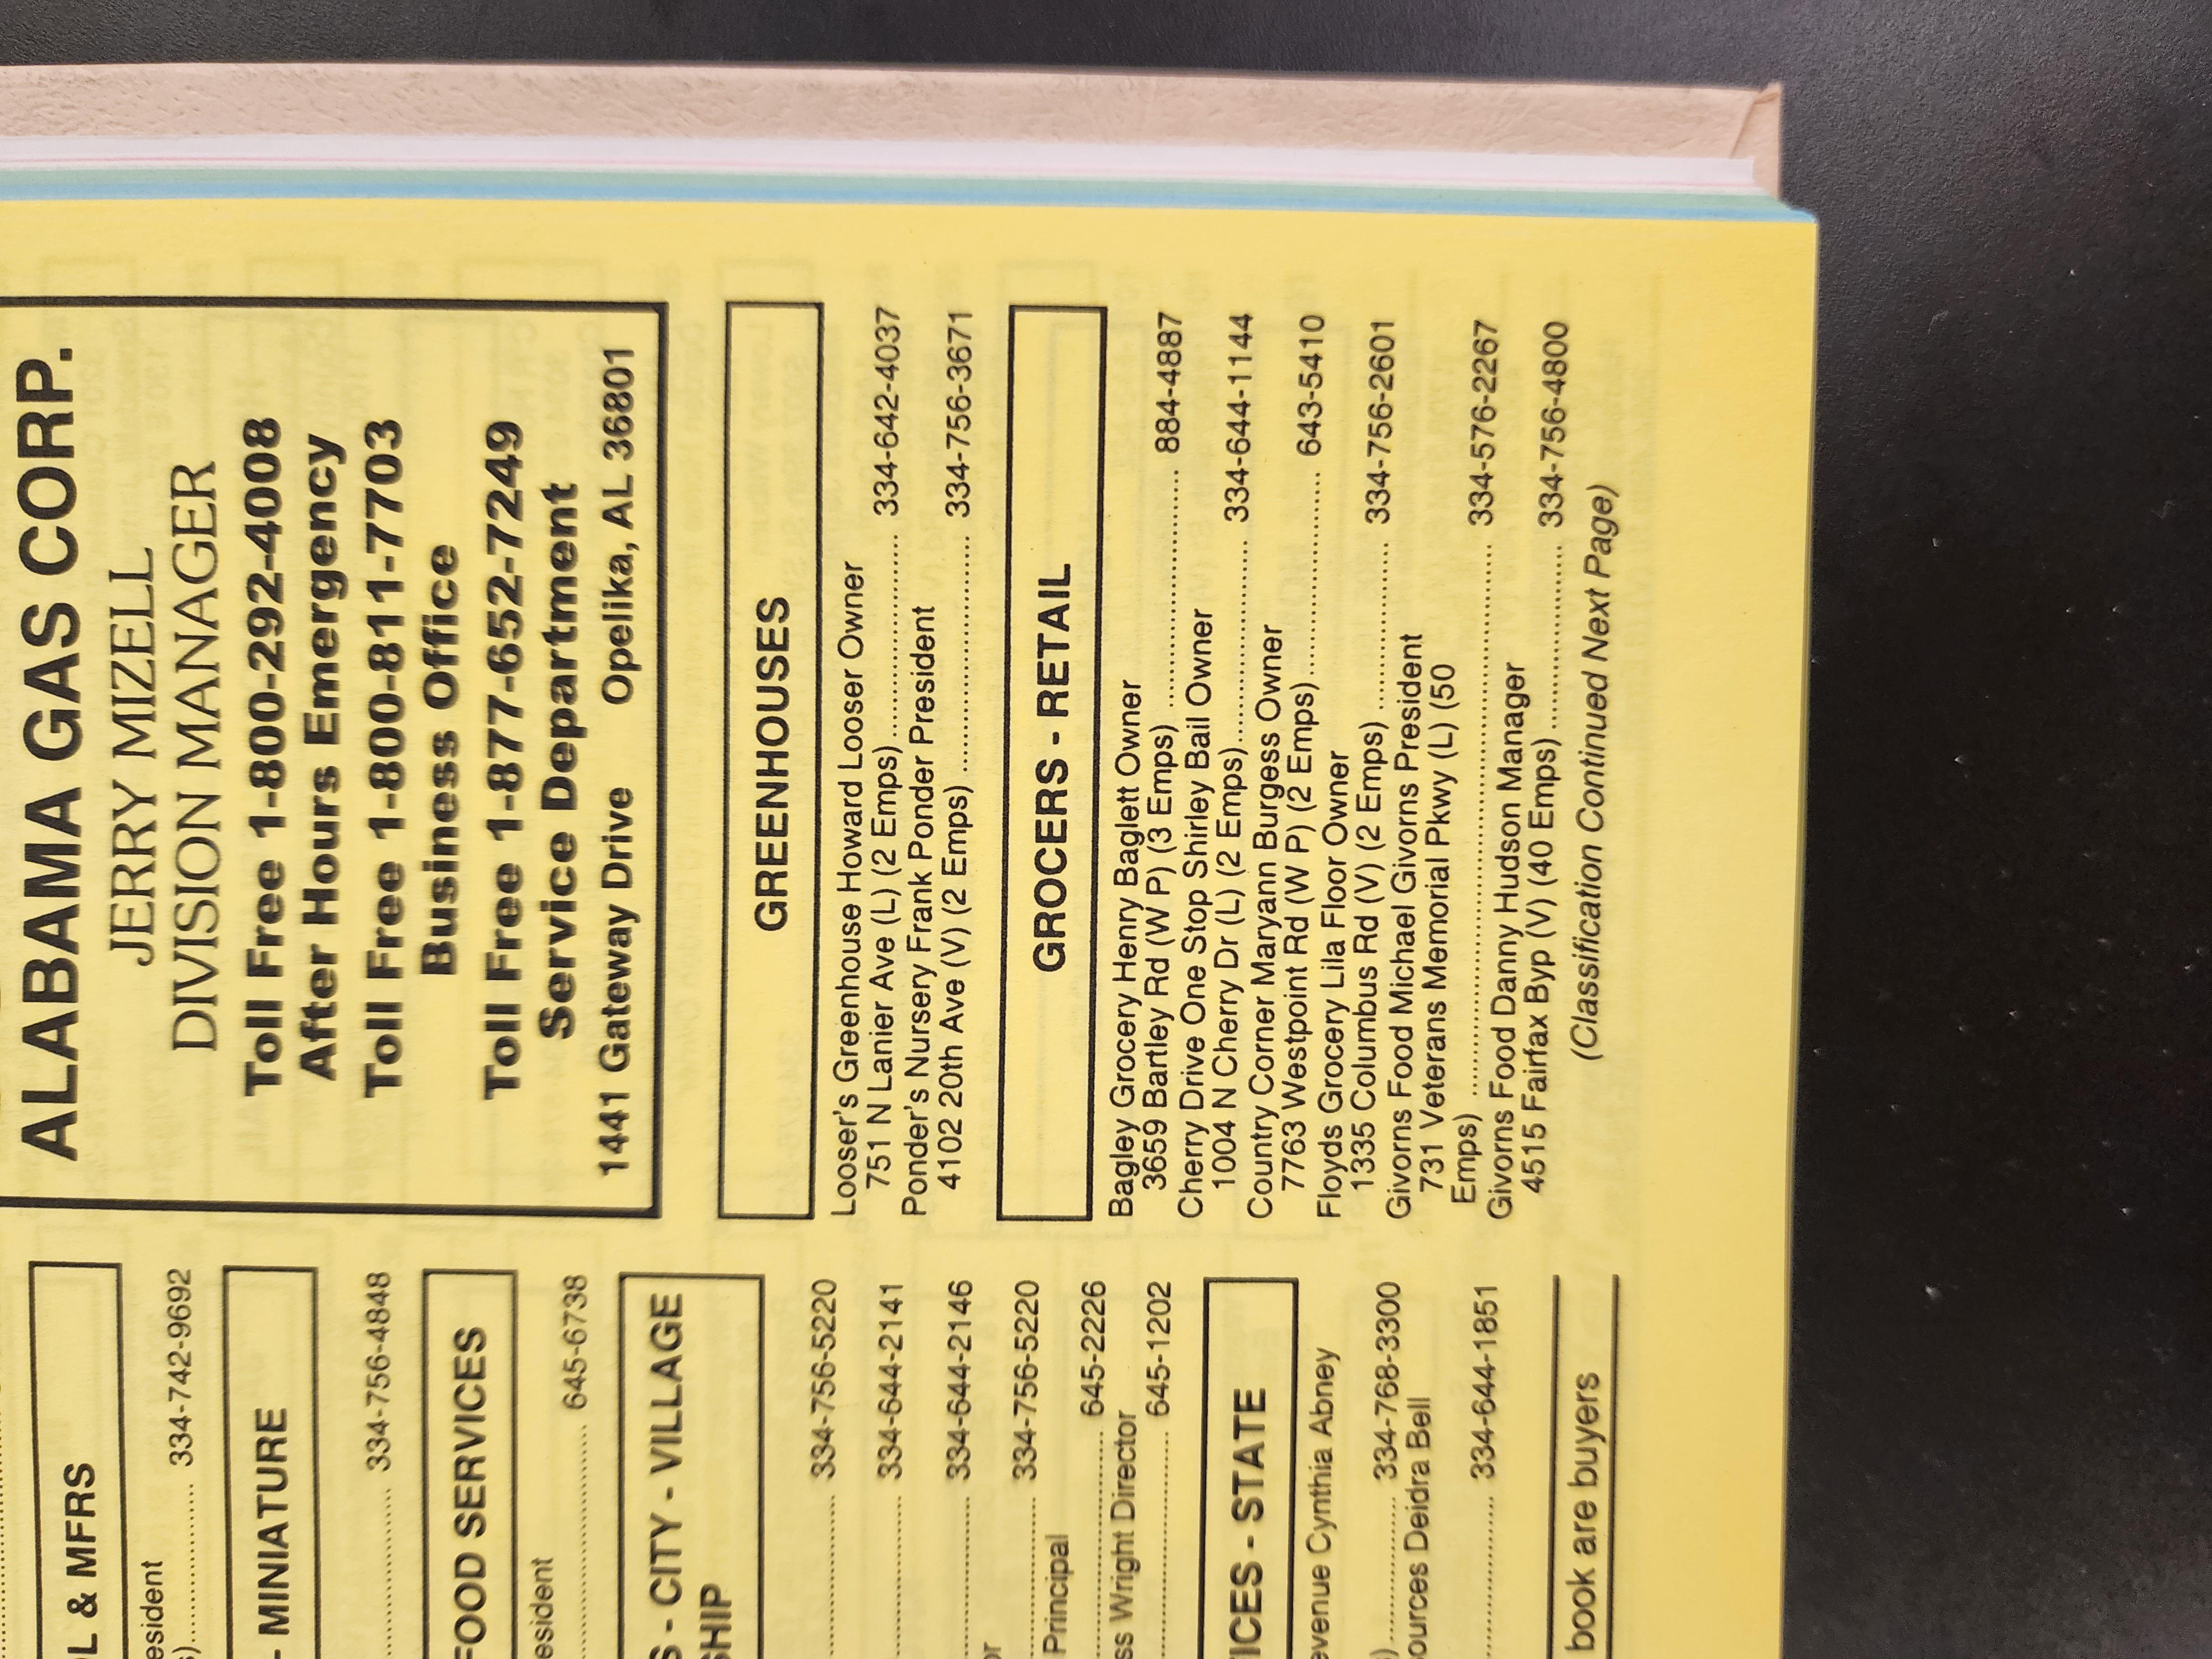 OL & MFRS
esident
s) 334-742-9692
- MINIATURE
334-756-4848
FOOD SERVICES
esident
645-6738
S - CITY - VILLAGE
SHIP
334-756-5220
334-644-2141
334-644-2146
or
334-756-5220
Principal
645-2226
ss Wright Director
645-1202
ICES - STATE
evenue Cynthia Abney
334-768-3300
ources Deidra Bell
334-644-1851
book are buyers
ALABAMA GAS CORP.
JERRY MIZELL
DIVISION MANAGER
Toll Free 1-800-292-4008
After Hours Emergency
Toll Free 1-800-811-7703
Business Office
Toll Free 1-877-652-7249
Service Department
1441 Gateway Drive Opelika, AL 36801
GREENHOUSES
Looser's Greenhouse Howard Looser Owner
751 N Lanier Ave (L) (2 Emps) 334-642-4037
Ponder's Nursery Frank Ponder President
4102 20th Ave (V) (2 Emps) 334-756-3671
GROCERS - RETAIL
Bagley Grocery Henry Baglett Owner
3659 Bartley Rd (W P) (3 Emps) 884-4887
Cherry Drive One Stop Shirley Bail Owner
1004 N Cherry Dr (L) (2 Emps) 334-644-1144
Country Corner Maryann Burgess Owner
7763 Westpoint Rd (W P) (2 Emps) 643-5410
Floyds Grocery Lila Floor Owner
1335 Columbus Rd (V) (2 Emps) 334-756-2601
Givorns Food Michael Givorns President
731 Veterans Memorial Pkwy (L) (50
Emps) 334-576-2267
Givorns Food Danny Hudson Manager
4515 Fairfax Byp (V) (40 Emps) 334-756-4800
(Classification Continued Next Page)